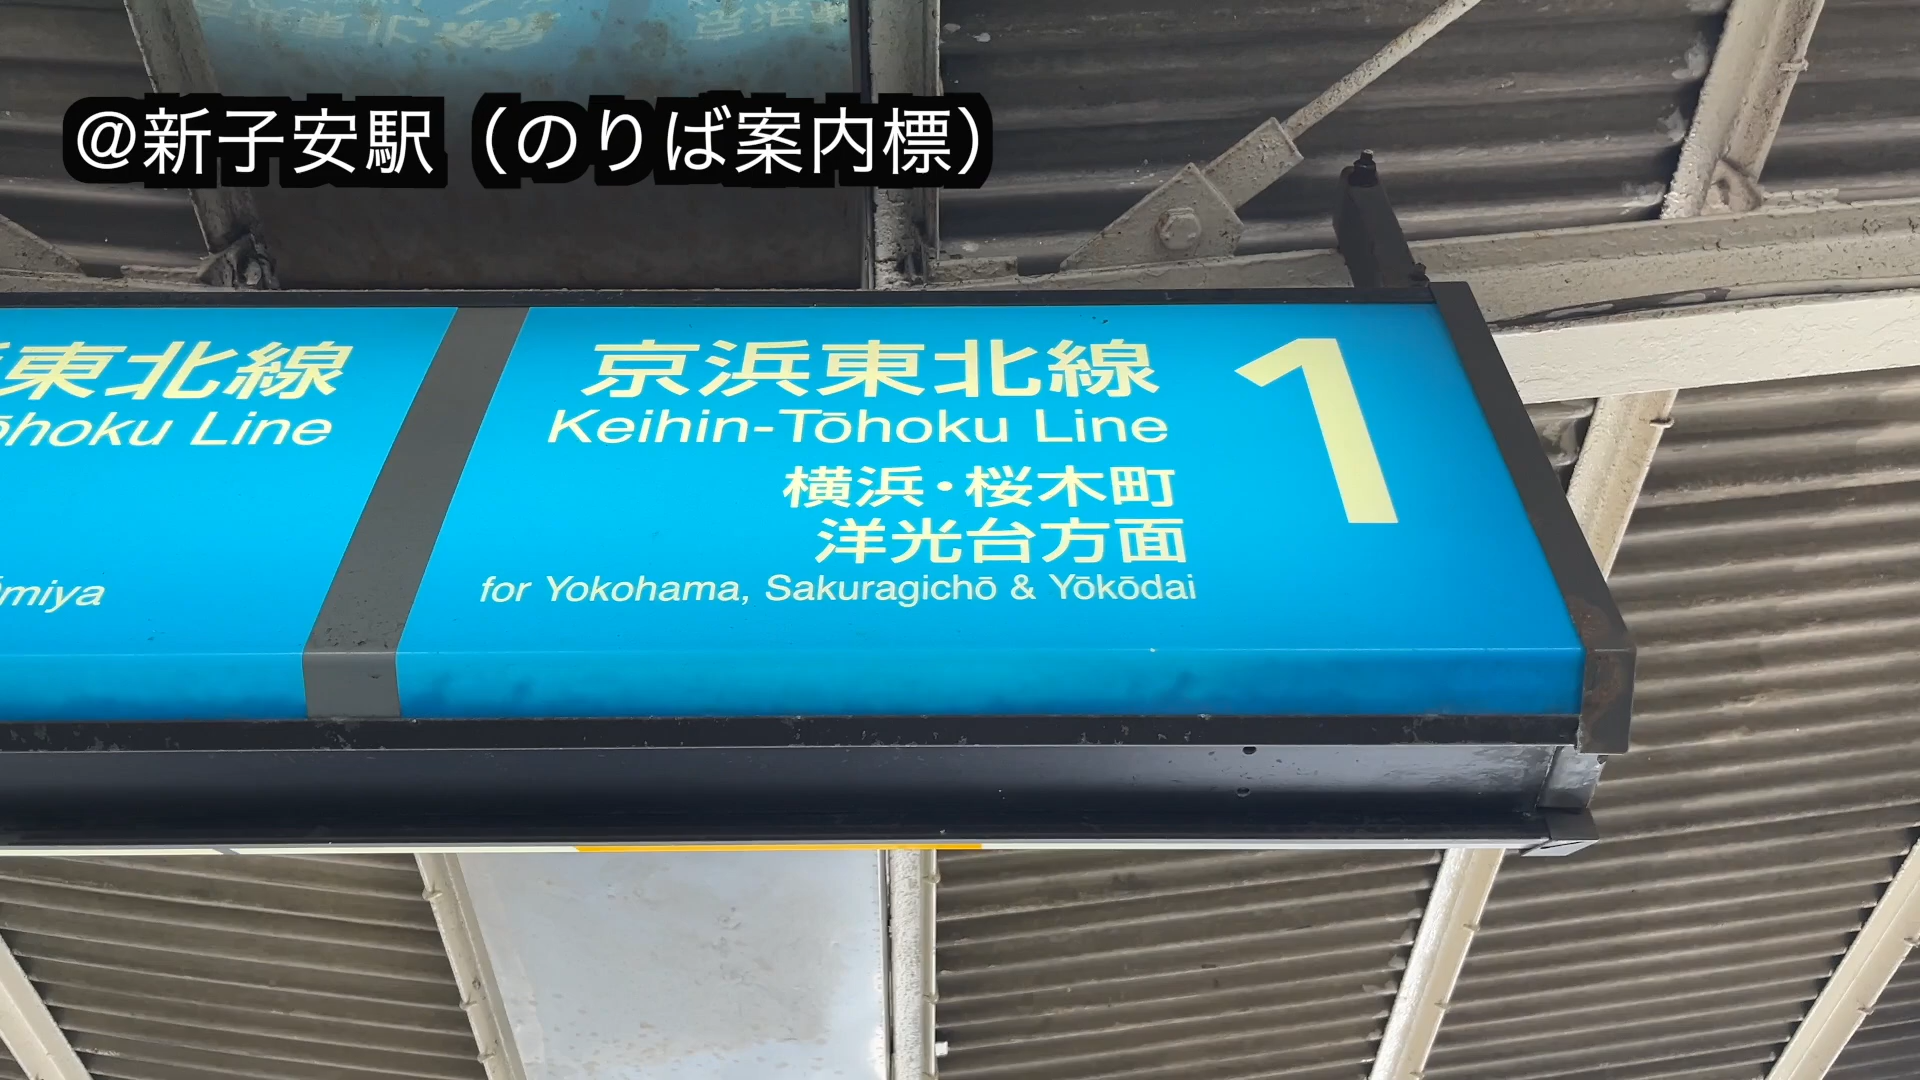 @新子安駅（のりば案内標）
東北線
hoku Line
miya
京浜東北線
Keihin-Tōhoku Line
横浜・桜木町
洋光台方面
for Yokohama, Sakuragichō & Yōkōdai
1